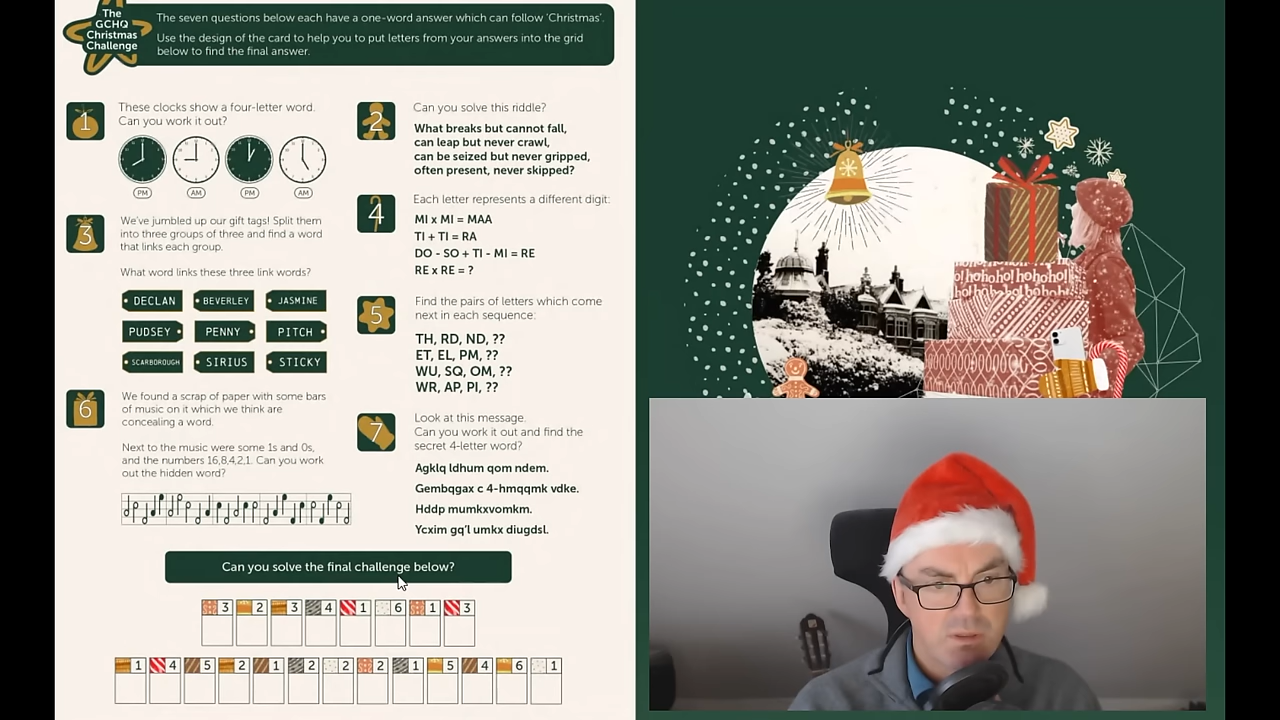 The
GCHQ
Christmas
Challenge
The seven questions below each have a one-word answer which can follow 'Christmas'.
Use the design of the card to help you to put letters from your answers into the grid
below to find the final answer.
1
These clocks show a four-letter word.
Can you work it out?
PM
AM
PM
AM
2
Can you solve this riddle?
What breaks but cannot fall,
can leap but never crawl,
can be seized but never gripped,
often present, never skipped?
3
We've jumbled up our gift tags! Split them
into three groups of three and find a word
that links each group.
What word links these three link words?
DECLAN BEVERLEY JASMINE
PUDSEY PENNY PITCH
SCARBOROUGH SIRIUS STICKY
4
Each letter represents a different digit:
MI x MI = MAA
TI + TI = RA
DO - SO + TI - MI = RE
RE x RE = ?
5
Find the pairs of letters which come
next in each sequence:
TH, RD, ND, ??
ET, EL, PM, ??
WU, SQ, OM, ??
WR, AP, PI, ??
6
We found a scrap of paper with some bars
of music on it which we think are
concealing a word.
Next to the music were some 1s and 0s,
and the numbers 16,8,4,2,1. Can you work
out the hidden word?
7
Look at this message.
Can you work it out and find the
secret 4-letter word?
Agklq ldhum qom ndem.
Gembqgax c 4-hmqqmk vdke.
Hddp mumkxvomkm.
Ycxim gq'l umkx diugdsl.
Can you solve the final challenge below?
3 2 3 4 1 6 1 3
1 4 5 2 1 2 2 2 1 5 4 6 1
ho!hohoho!
ho!hohoho!